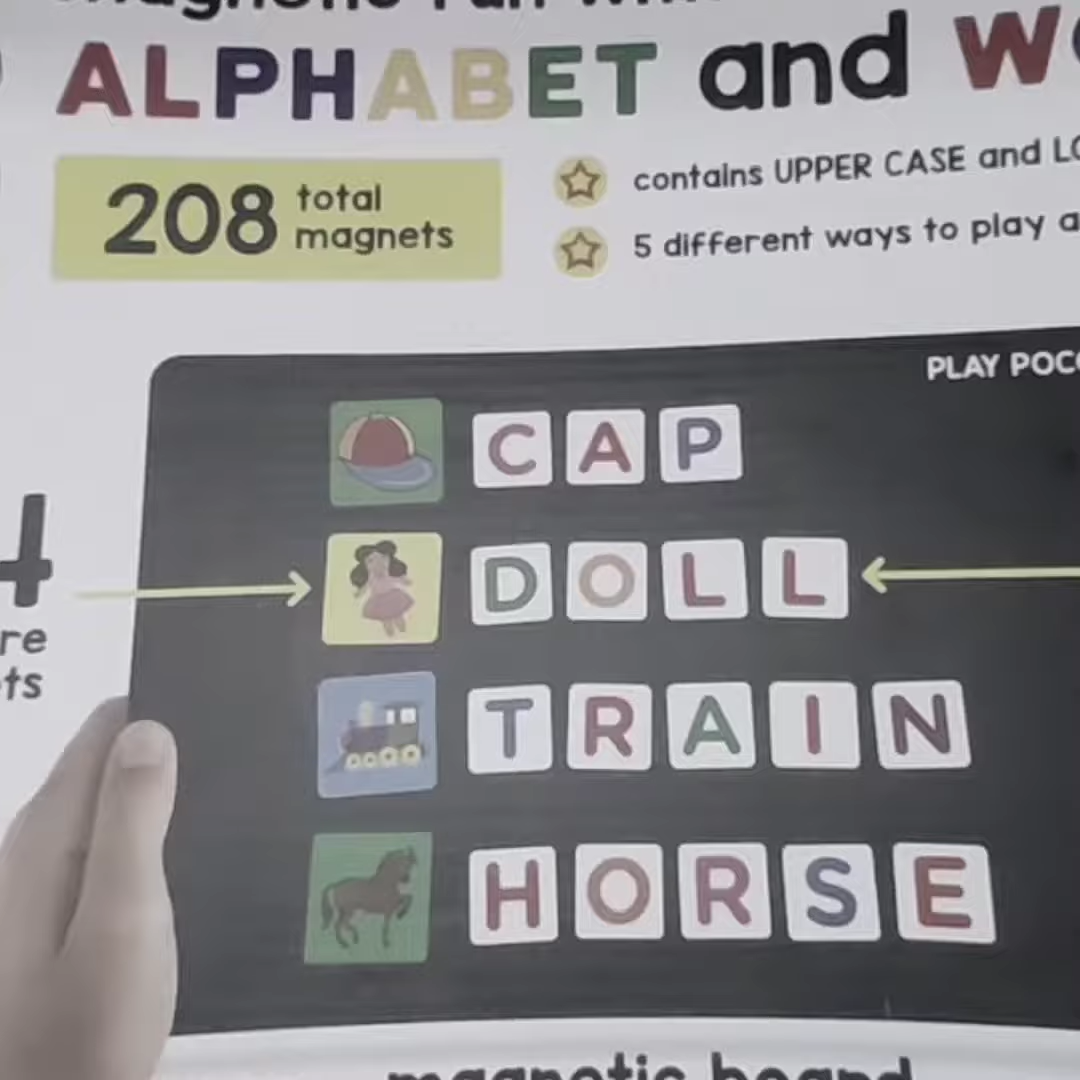 ALPHABET and
208 total
magnets
contains UPPER CASE and
5 different ways to play
PLAY
CAP
DOLL
TRAIN
HORSE
magnetic board